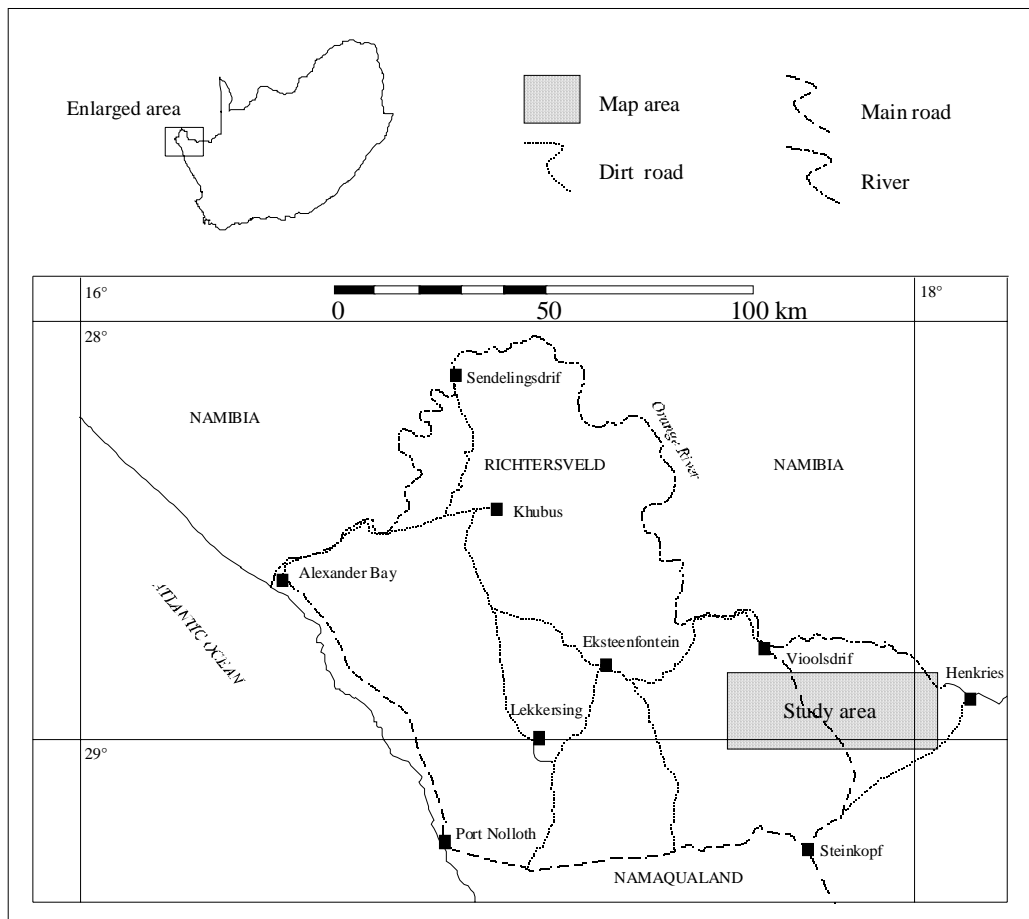 Enlarged area
Map area
Dirt road
Main road
River
16°
18°
28°
0
50
100 km
Sendelingsdrif
NAMIBIA
Orange River
RICHTERSVELD
NAMIBIA
Khubus
Alexander Bay
ATLANTIC OCEAN
Eksteenfontein
Vioolsdrif
Henkries
Lekkersing
Study area
29°
Port Nolloth
Steinkopf
NAMAQUALAND